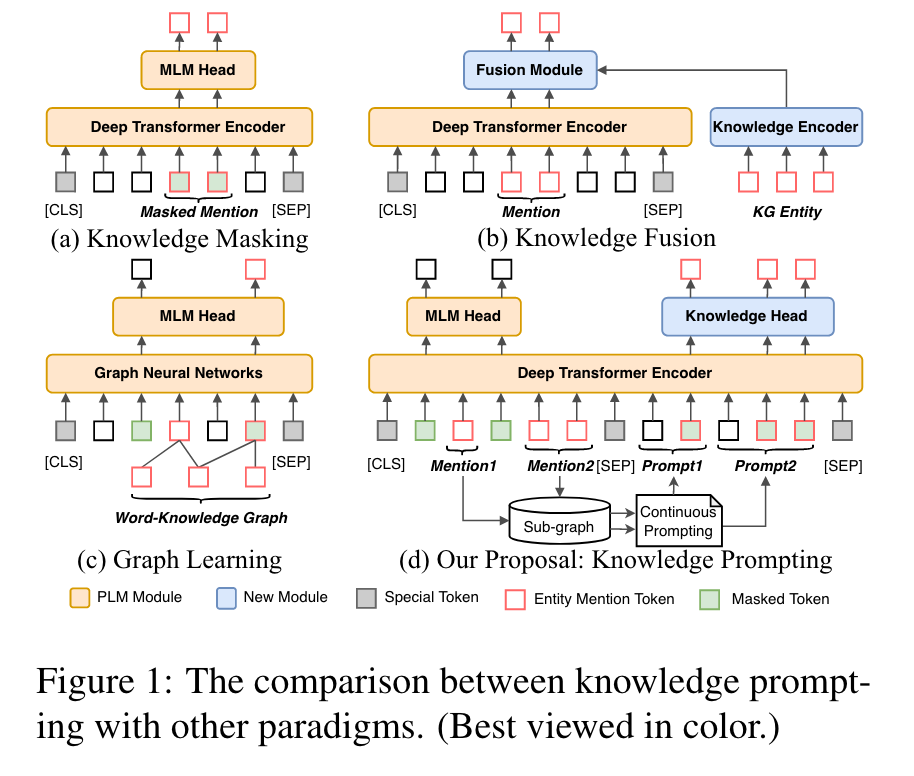 MLM Head
Deep Transformer Encoder
[CLS]
Masked Mention
[SEP]
(a) Knowledge Masking
Fusion Module
Deep Transformer Encoder
Knowledge Encoder
[CLS]
Mention
[SEP]
KG Entity
(b) Knowledge Fusion
MLM Head
Graph Neural Networks
[CLS]
[SEP]
Word-Knowledge Graph
(c) Graph Learning
MLM Head
Knowledge Head
Deep Transformer Encoder
[CLS]
Mention1
Mention2
[SEP]
Prompt1
Prompt2
[SEP]
Sub-graph
Continuous
Prompting
(d) Our Proposal: Knowledge Prompting
PLM Module
New Module
Special Token
Entity Mention Token
Masked Token
Figure 1: The comparison between knowledge prompt-
ing with other paradigms. (Best viewed in color.)